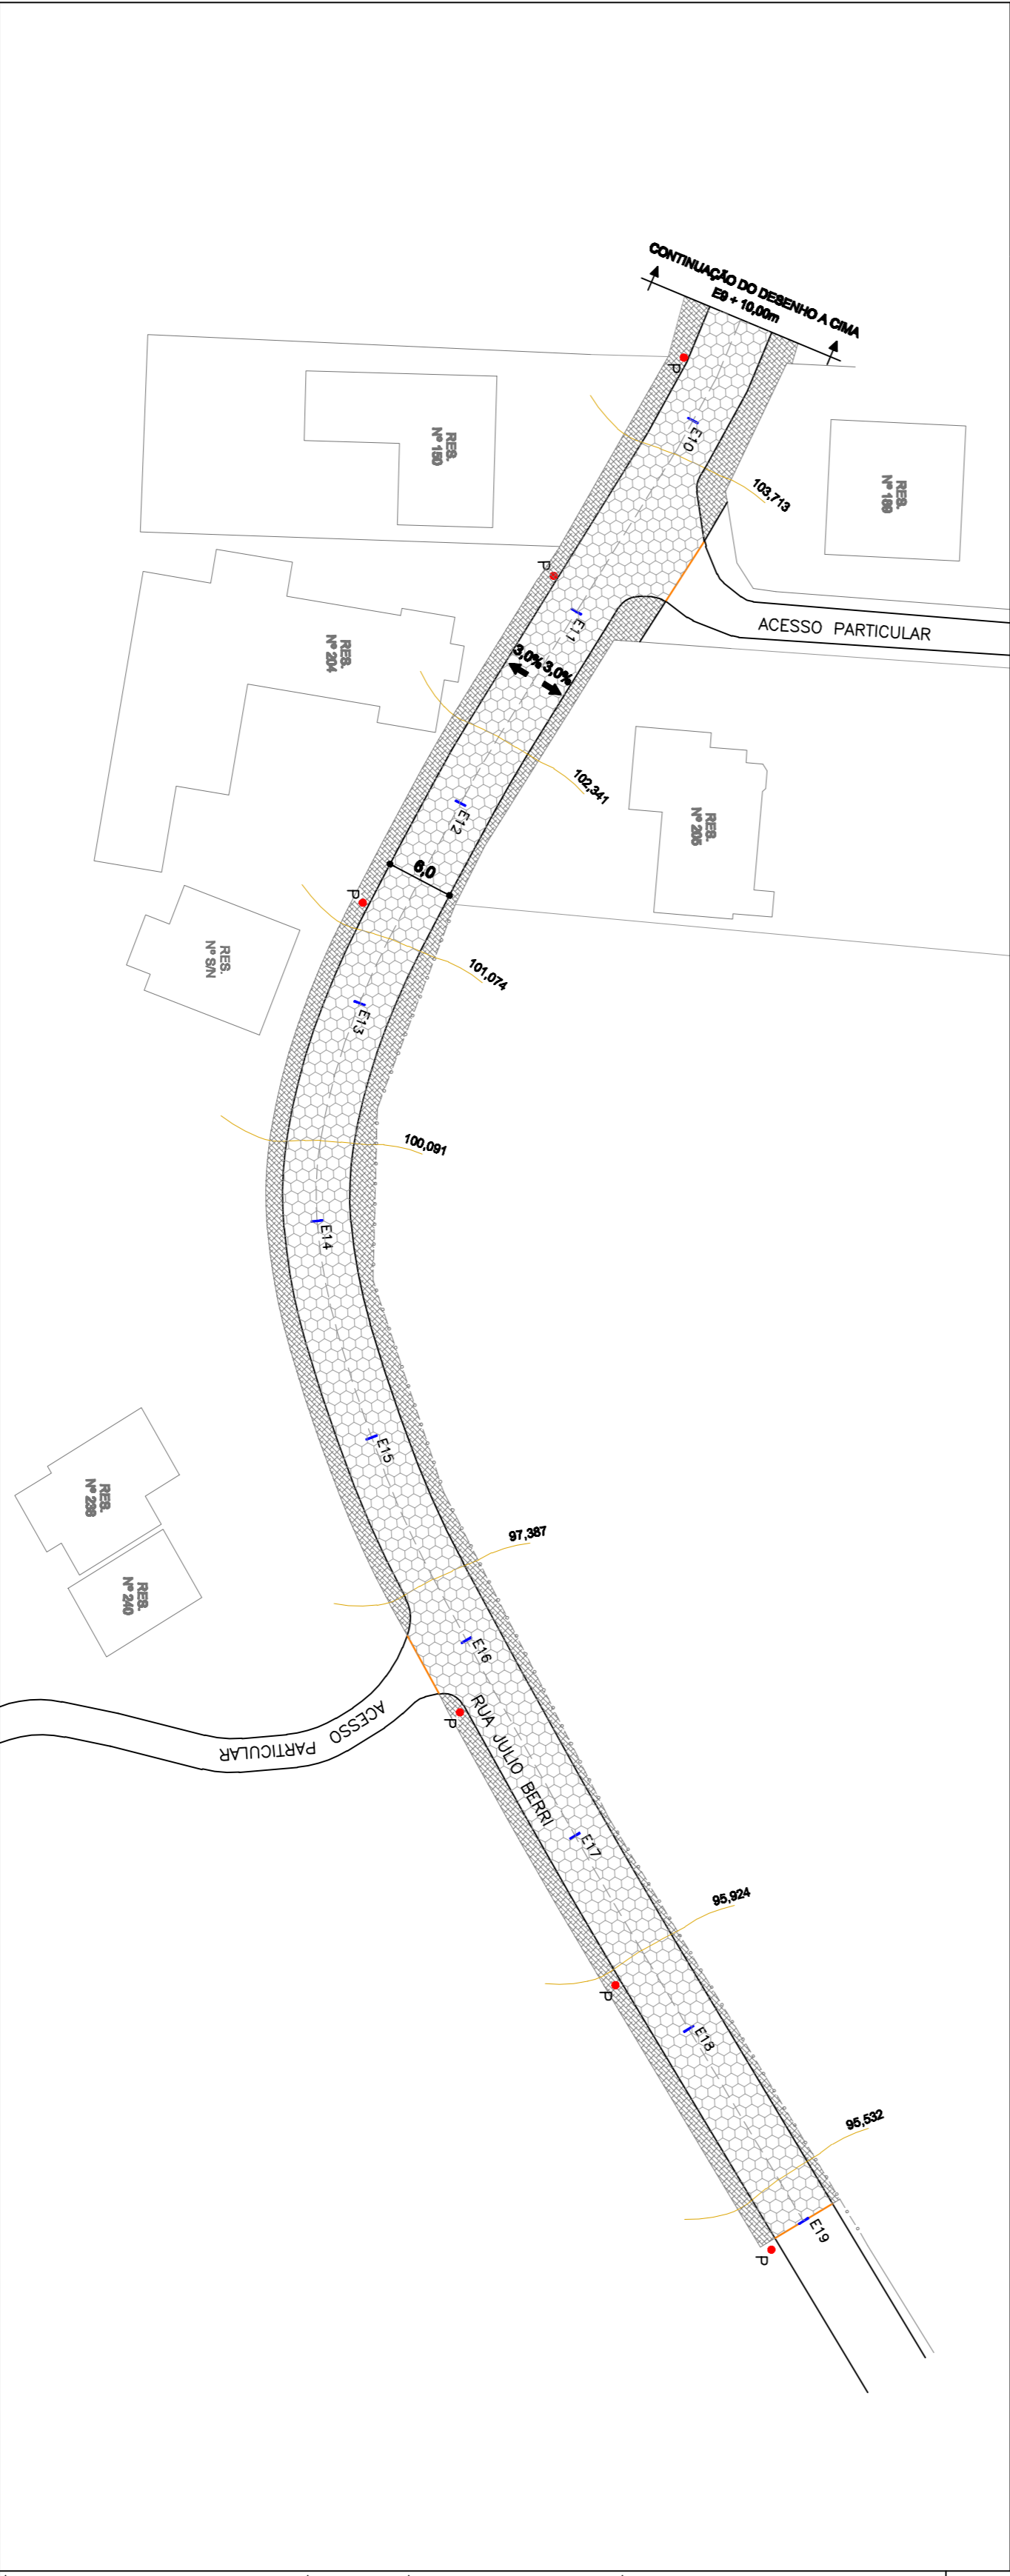 CONTINUAÇÃO DO DESENHO A CIMA
E9 + 10,00m
P
E10
RES.
Nº 150
RES.
Nº 189
103,713
P
E11
ACESSO PARTICULAR
3,0%
3,0%
RES.
Nº 204
102,341
E12
RES.
Nº 205
6,0
P
RES.
Nº S/N
101,074
E13
100,091
E14
E15
RES.
Nº 238
97,387
RES.
Nº 240
E16
ACESSO PARTICULAR
P
RUA JULIO BERRI
E17
95,924
P
E18
95,532
E19
P